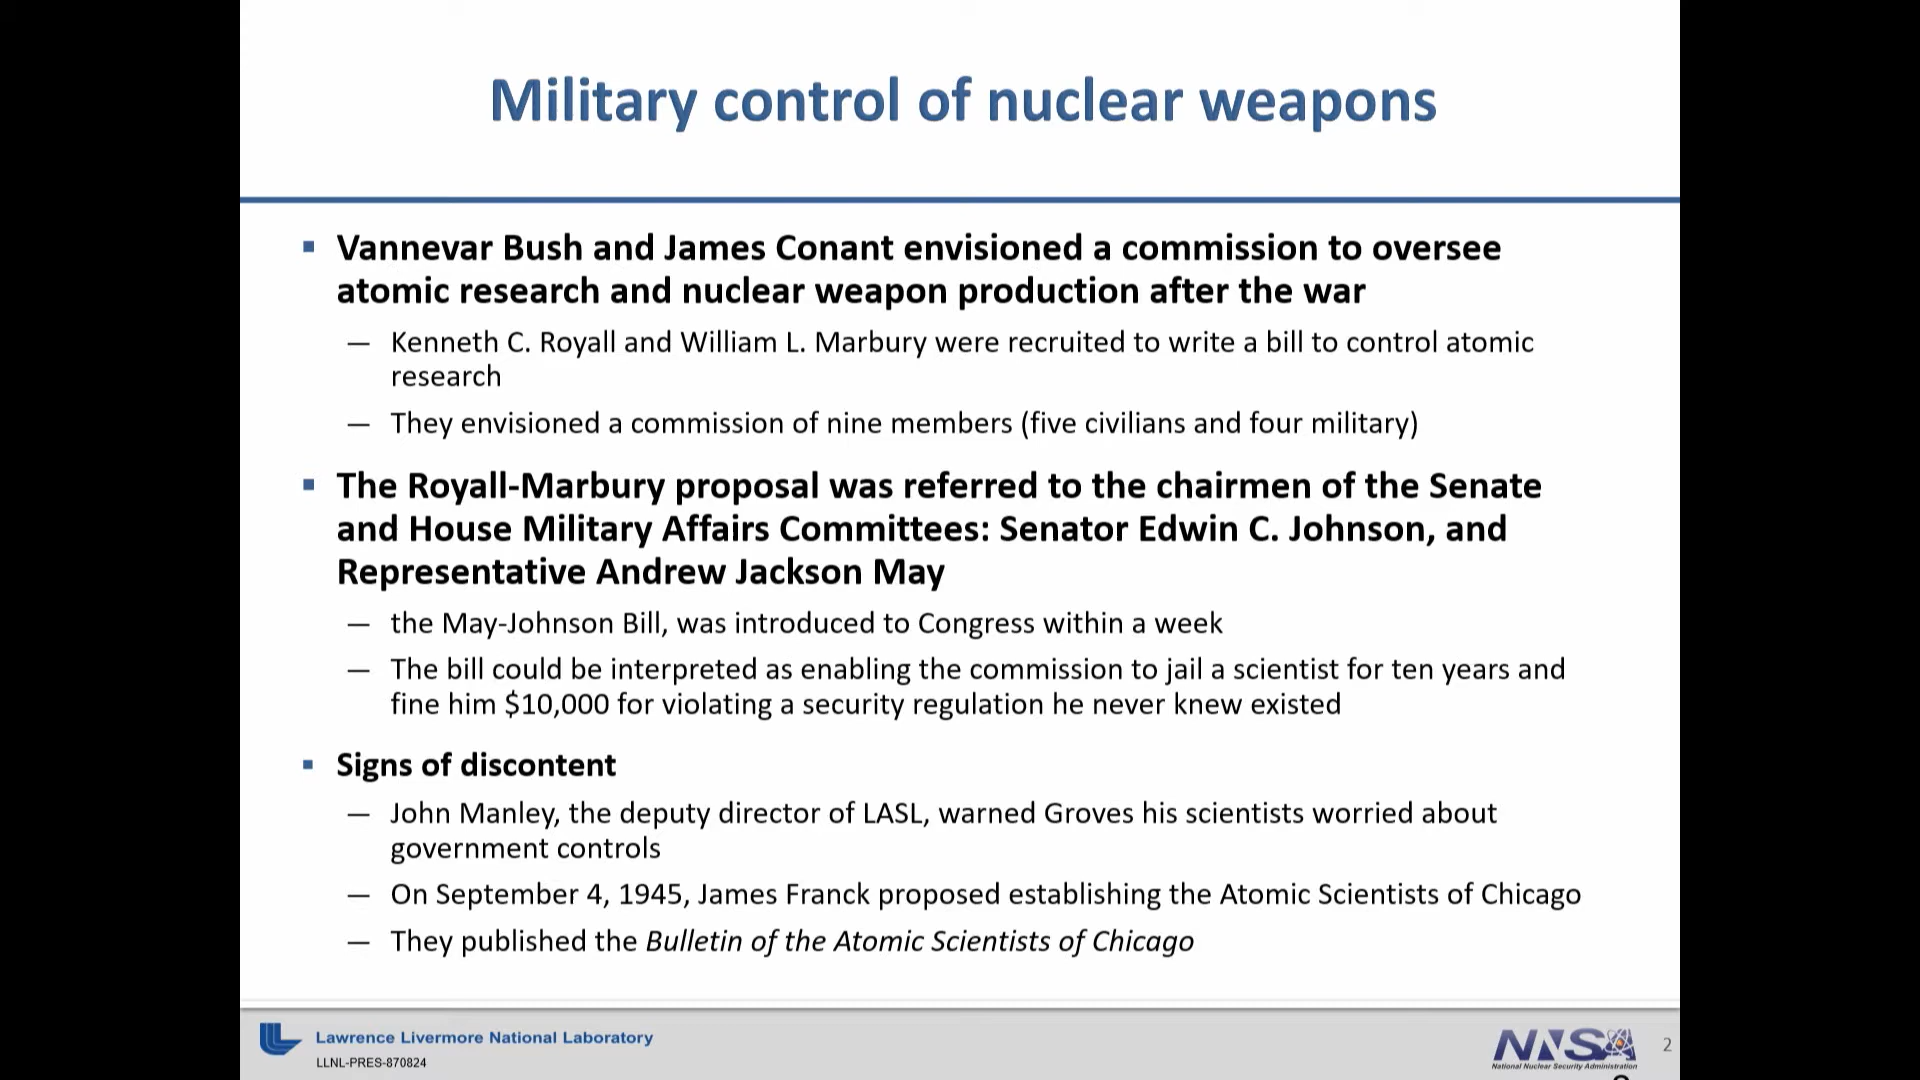 Military control of nuclear weapons
▪ Vannevar Bush and James Conant envisioned a commission to oversee
atomic research and nuclear weapon production after the war
— Kenneth C. Royall and William L. Marbury were recruited to write a bill to control atomic
research
— They envisioned a commission of nine members (five civilians and four military)
▪ The Royall-Marbury proposal was referred to the chairmen of the Senate
and House Military Affairs Committees: Senator Edwin C. Johnson, and
Representative Andrew Jackson May
— the May-Johnson Bill, was introduced to Congress within a week
— The bill could be interpreted as enabling the commission to jail a scientist for ten years and
fine him $10,000 for violating a security regulation he never knew existed
▪ Signs of discontent
— John Manley, the deputy director of LASL, warned Groves his scientists worried about
government controls
— On September 4, 1945, James Franck proposed establishing the Atomic Scientists of Chicago
— They published the Bulletin of the Atomic Scientists of Chicago
Lawrence Livermore National Laboratory
LLNL-PRES-870824
NNSA
National Nuclear Security Administration
2